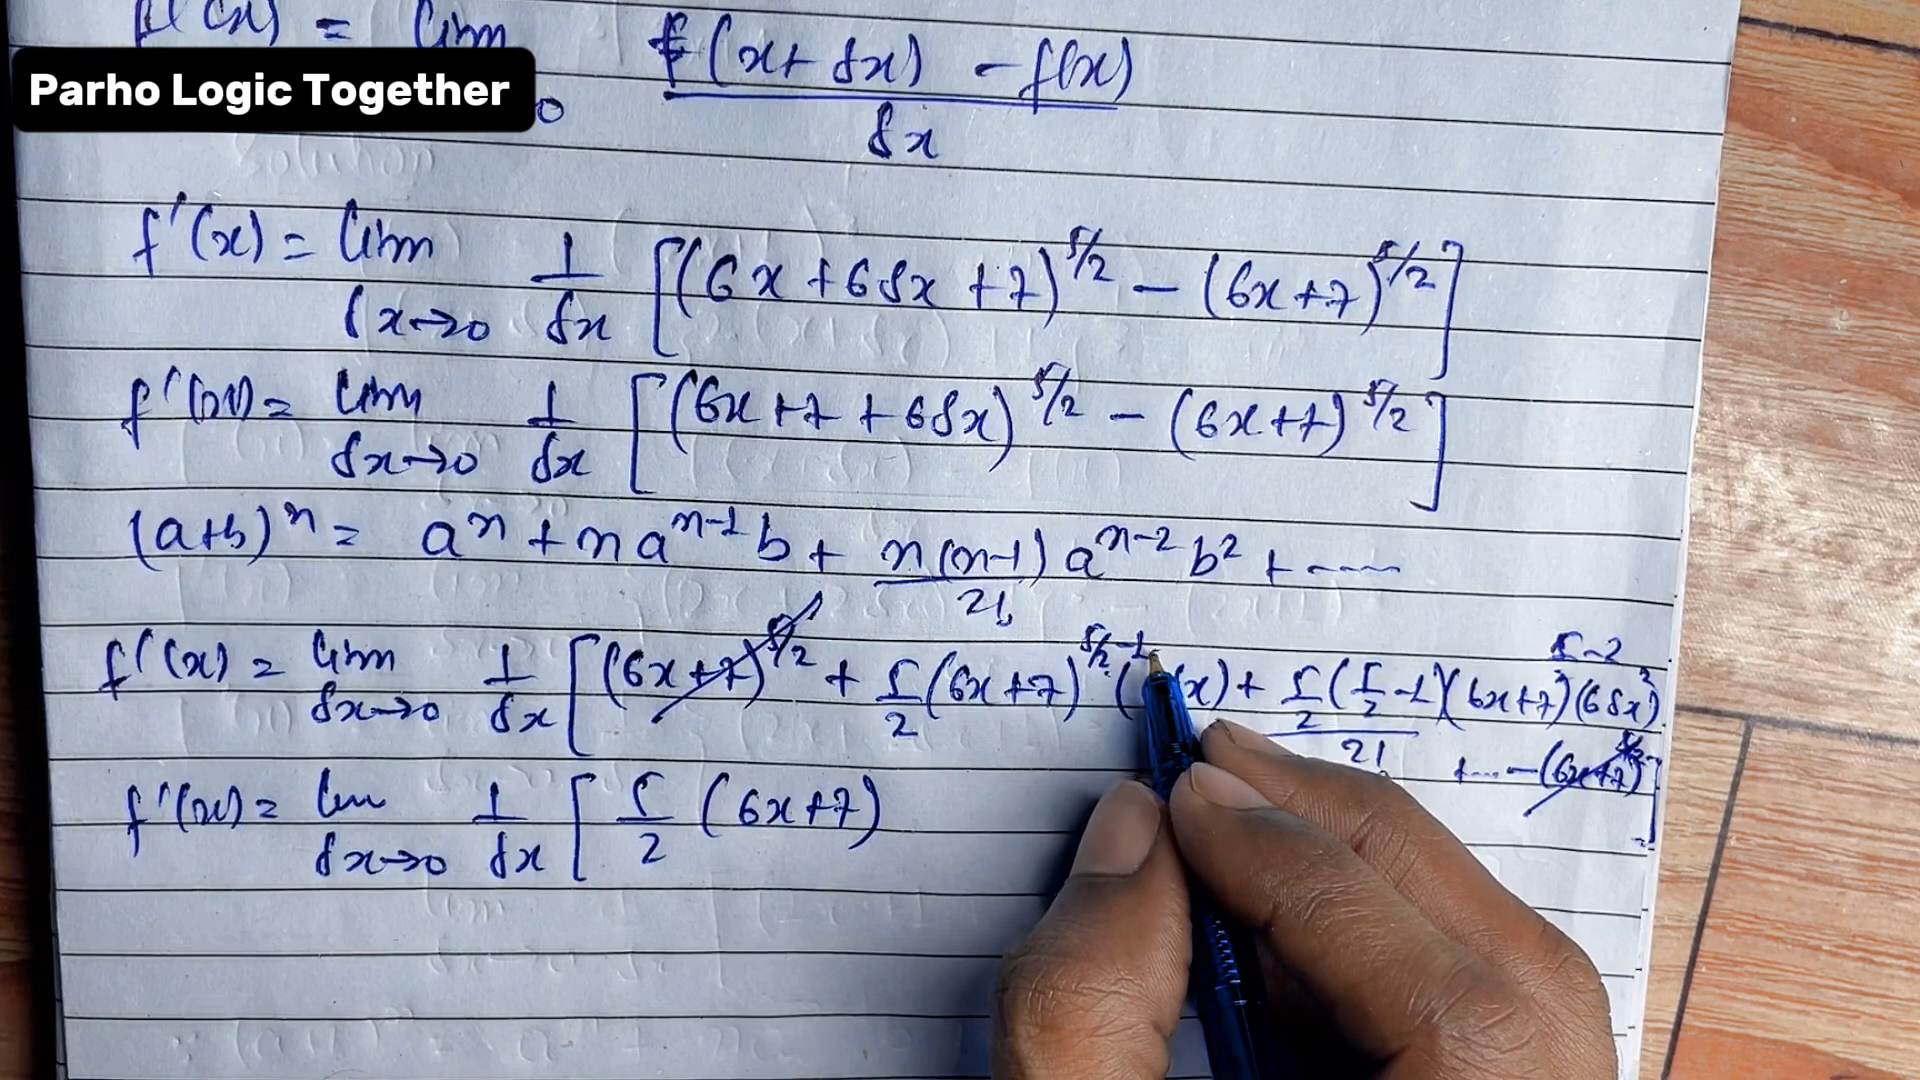 f'(x) = lim f(x+δx) - f(x)
Parho Logic Together
0 δx
f'(x) = lim 1/δx [(6x+6δx+7)^5/2 - (6x+7)^5/2]
δx→0
f'(x) = lim 1/δx [(6x+7+6δx)^5/2 - (6x+7)^5/2]
δx→0
(a+b)^n = a^n + na^n-1 b + n(n-1)/2! a^n-2 b^2 + ----
f'(x) = lim 1/δx [(6x+7)^5/2 + 5/2 (6x+7)^5/2-1 ( x) + 5/2 (5/2 -1)(6x+7)^5-2 (6δx)^2 / 2!
δx→0 +... -(6x+7)^5/2]
f'(x) = lim 1/δx [ 5/2 (6x+7)
δx→0